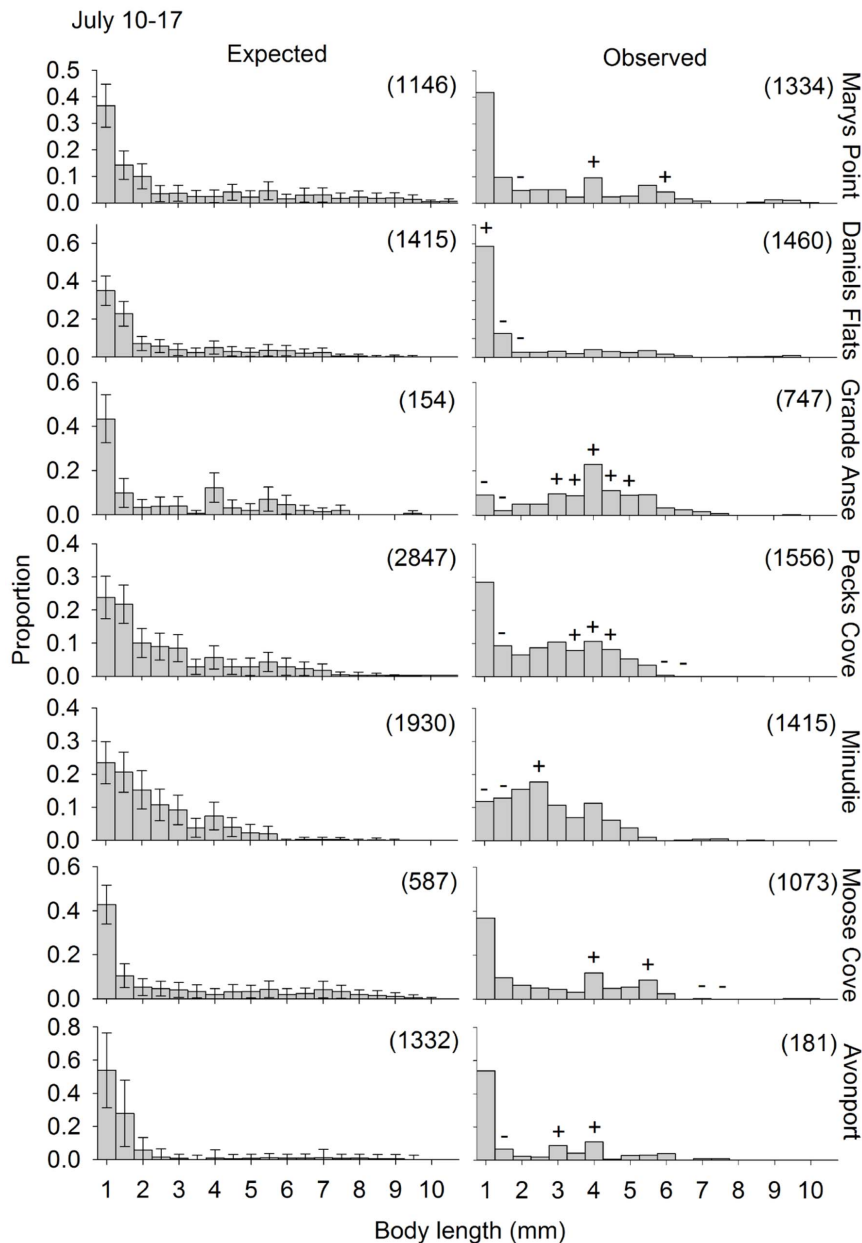 July 10-17
Expected
Observed
0.5
0.4
0.3
0.2
0.1
0.0
(1146)
- + +
(1334)
Marys Point
0.6
0.4
0.2
0.0
(1415)
+ - -
(1460)
Daniels Flats
0.6
0.4
0.2
0.0
(154)
- - + + + + +
(747)
Grande Anse
Proportion
0.4
0.3
0.2
0.1
0.0
(2847)
- + + + - -
(1556)
Pecks Cove
0.4
0.3
0.2
0.1
0.0
(1930)
- - +
(1415)
Minudie
0.6
0.4
0.2
0.0
(587)
+ + - -
(1073)
Moose Cove
0.8
0.6
0.4
0.2
0.0
(1332)
- + +
(181)
Avonport
1 2 3 4 5 6 7 8 9 10
1 2 3 4 5 6 7 8 9 10
Body length (mm)